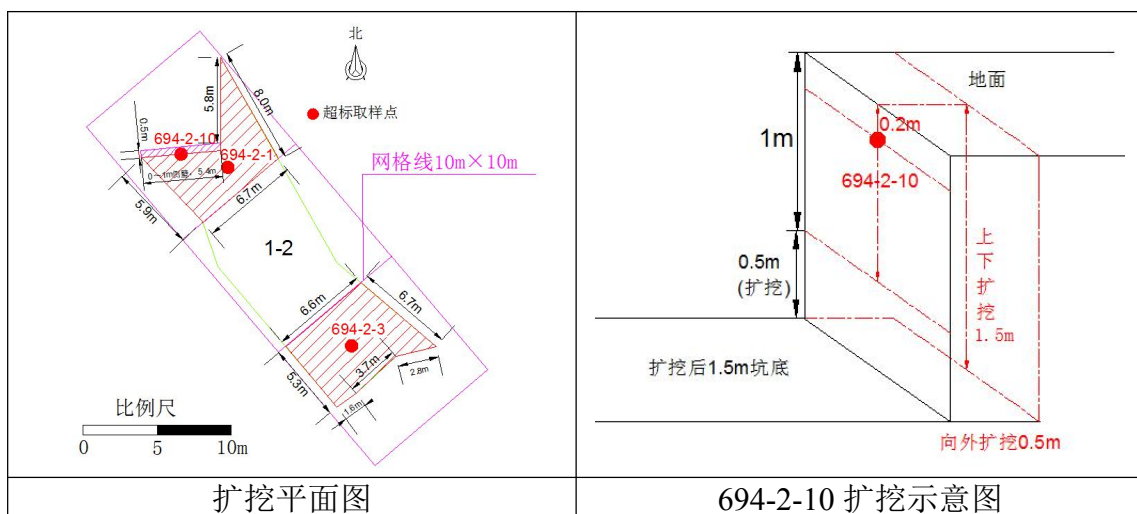 北
超标取样点
5.8m
8.0m
0.5m
694-2-10
694-2-1
0~1m侧壁，5.4m
网格线10m×10m
5.9m
6.7m
1-2
6.6m
6.7m
694-2-3
5.3m
3.7m
2.8m
1.6m
比例尺
0 5 10m
扩挖平面图
地面
1m
0.2m
694-2-10
0.5m
(扩挖)
上下扩挖
1.5m
扩挖后1.5m坑底
向外扩挖0.5m
694-2-10 扩挖示意图